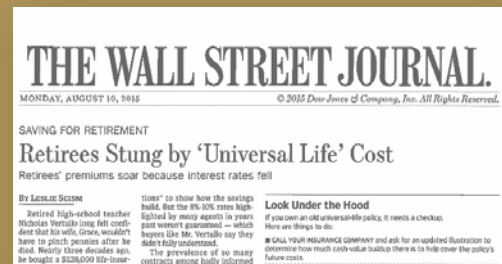 THE WALL STREET JOURNAL.
MONDAY, AUGUST 10, 2015
© 2015 Dow Jones & Company, Inc. All Rights Reserved.
SAVING FOR RETIREMENT
Retirees Stung by ‘Universal Life’ Cost
Retirees’ premiums soar because interest rates fell
BY LESLIE SCISM
Retired high-school teacher
Nicholas Vertullo long felt confi-
dent that his wife, Grace, wouldn’t
have to pinch pennies after he
died. Nearly three decades ago,
he bought a $228,000 life-insur-
tions” to show how the savings
build. But the 8%-10% rates high-
lighted by many agents in years
past weren’t guaranteed — which
buyers like Mr. Vertullo say they
didn’t fully understand.
The prevalence of so many
contracts among badly informed
Look Under the Hood
If you own an old universal-life policy, it needs a checkup.
Here are things to do:
■ CALL YOUR INSURANCE COMPANY and ask for an updated illustration to
determine how much cash-value buildup there is to help cover the policy’s
future costs.